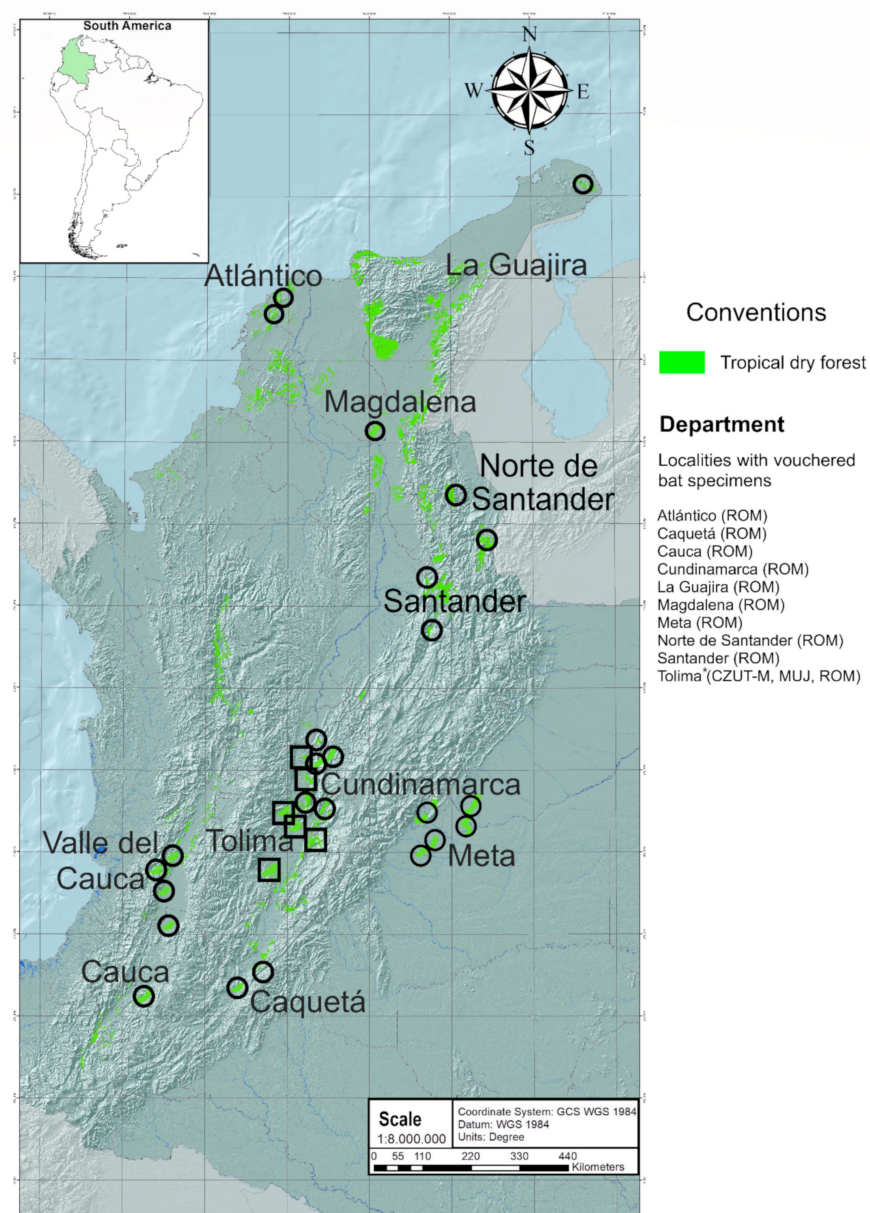 South America
N
W
E
S
Atlántico
La Guajira
Magdalena
Norte de
Santander
Santander
Cundinamarca
Tolima
Valle del
Cauca
Meta
Cauca
Caquetá
Conventions
Tropical dry forest
Department
Localities with vouchered
bat specimens
Atlántico (ROM)
Caquetá (ROM)
Cauca (ROM)
Cundinamarca (ROM)
La Guajira (ROM)
Magdalena (ROM)
Meta (ROM)
Norte de Santander (ROM)
Santander (ROM)
Tolima*(CZUT-M, MUJ, ROM)
Scale
1:8.000.000
Coordinate System: GCS WGS 1984
Datum: WGS 1984
Units: Degree
0 55 110 220 330 440
Kilometers